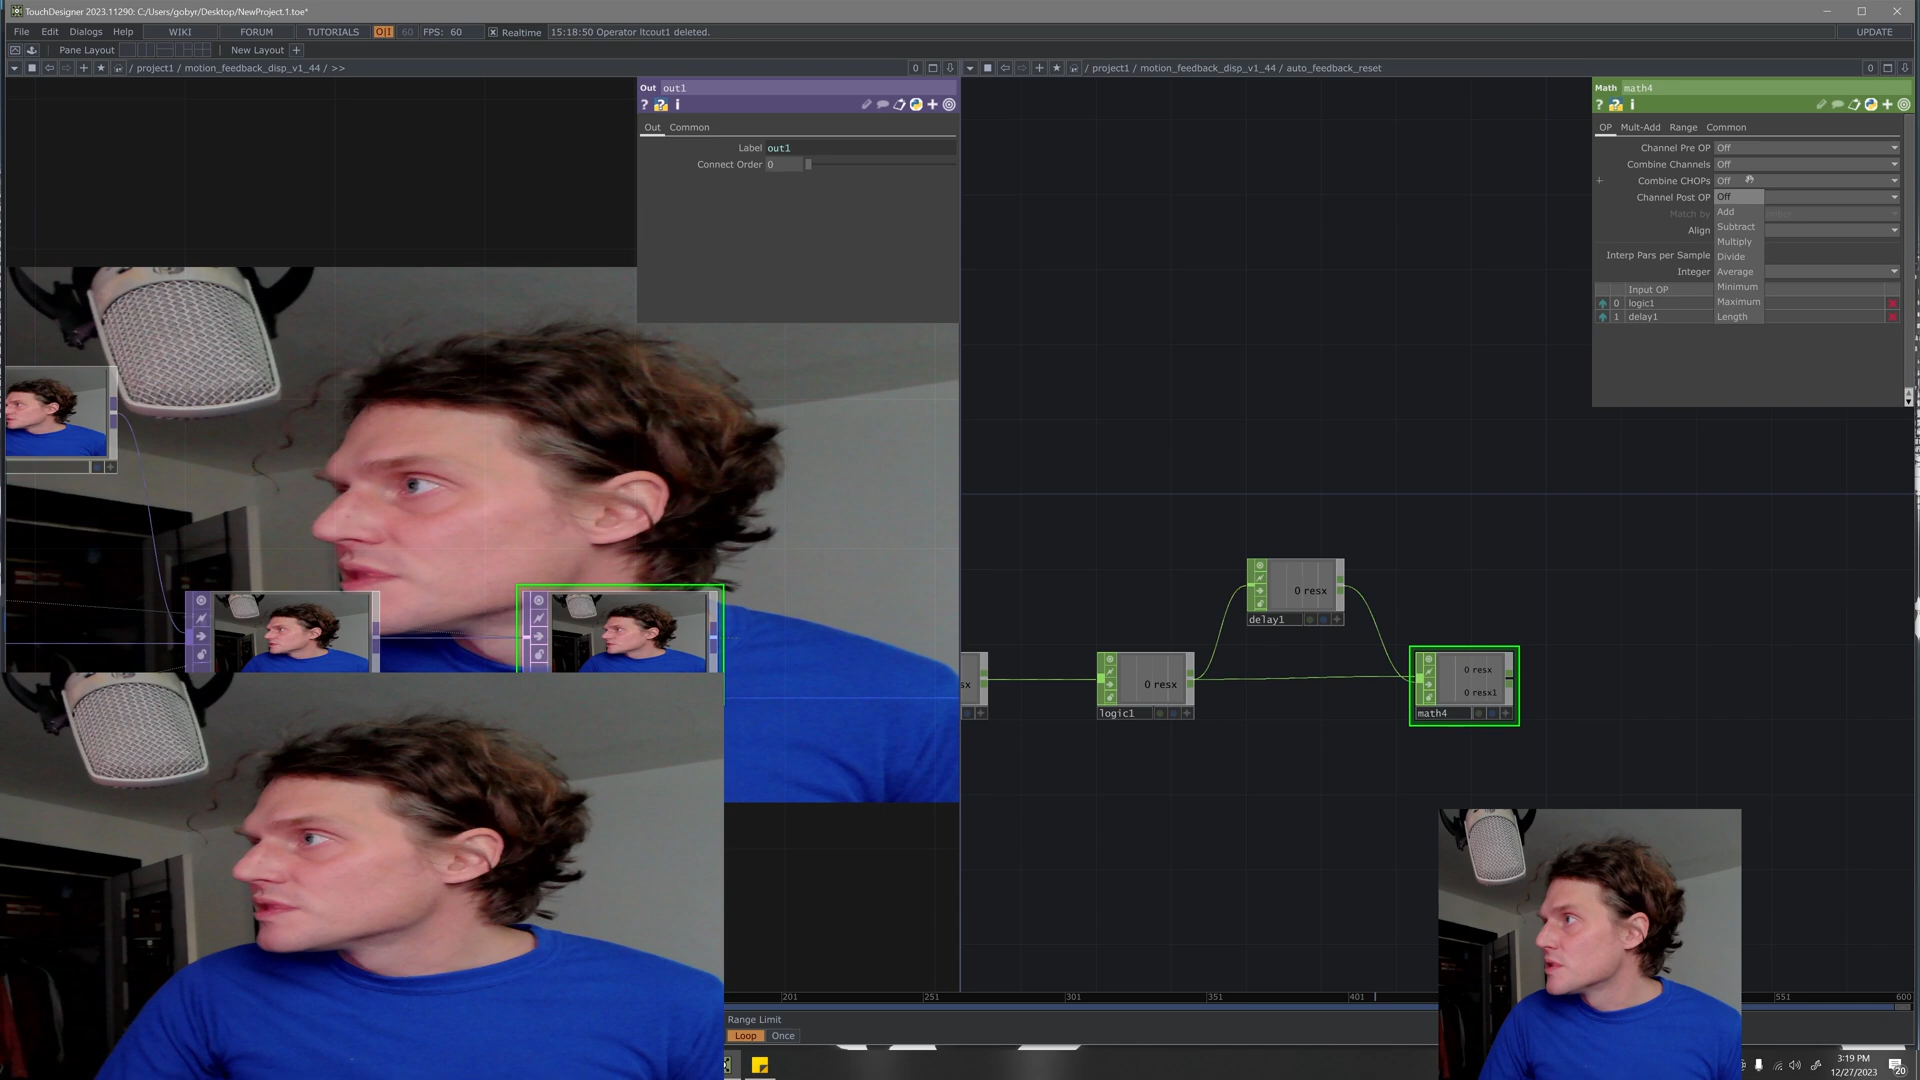 TouchDesigner 2023.11290: C:/Users/gobyr/Desktop/NewProject.1.toe*
File Edit Dialogs Help WIKI FORUM TUTORIALS O|I 60 FPS: 60 Realtime 15:18:50 Operator ltcout1 deleted. UPDATE
Pane Layout New Layout +
/ project1 / motion_feedback_disp_v1_44 / >> 0
/ project1 / motion_feedback_disp_v1_44 / auto_feedback_reset 0
Out out1
? ? i
Out Common
Label out1
Connect Order 0
Math math4
? ? i
OP Mult-Add Range Common
Channel Pre OP Off
Combine Channels Off
+ Combine CHOPs Off
Channel Post OP Off
Add
Match by
Subtract
Align
Multiply
Interp Pars per Sample
Divide
Integer
Average
Input OP
Minimum
0 logic1
Maximum
1 delay1
Length
0 resx
delay1
sx
0 resx
logic1
0 resx
0 resx1
math4
201 251 301 351 401 551 600
Range Limit
Loop Once
3:19 PM
12/27/2023
20